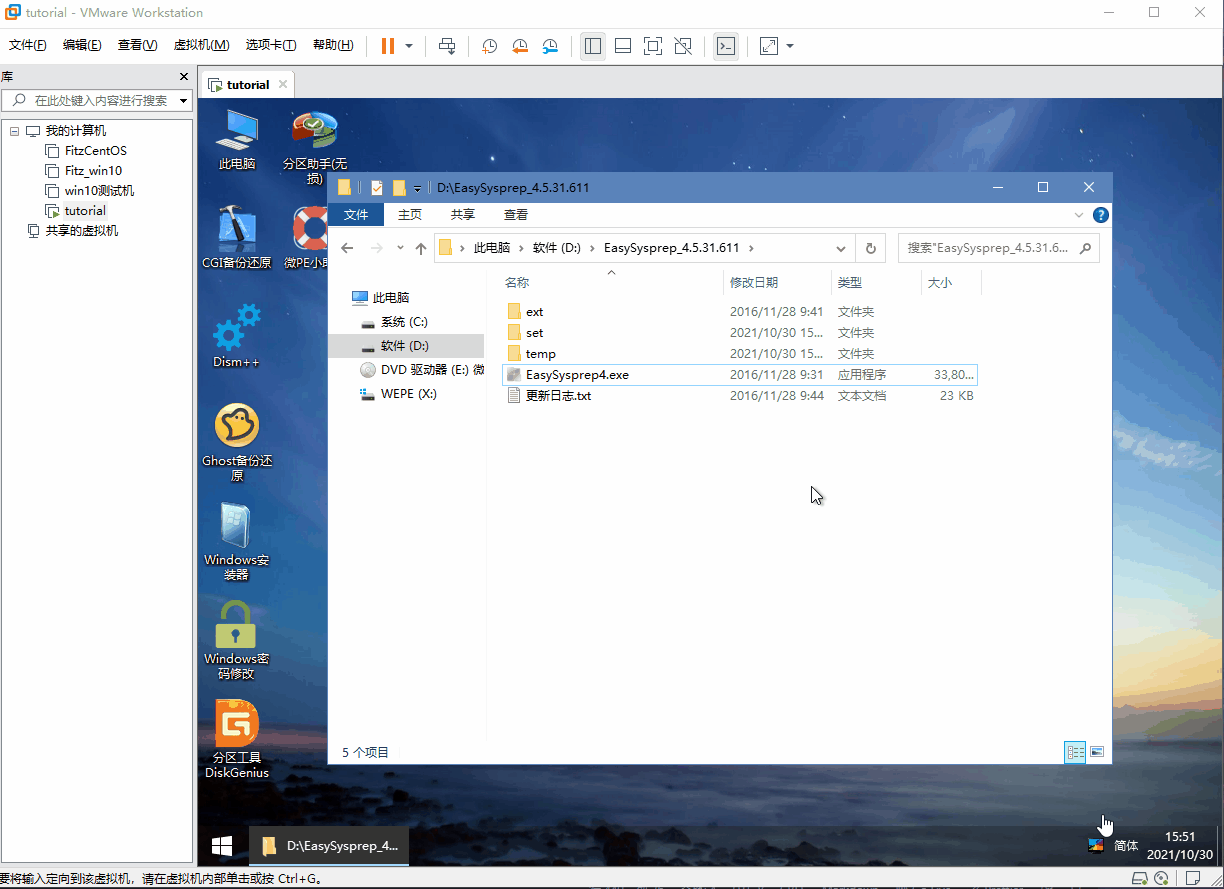 tutorial - VMware Workstation
文件(F) 编辑(E) 查看(V) 虚拟机(M) 选项卡(T) 帮助(H)
库
在此处键入内容进行搜索
我的计算机
FitzCentOS
Fitz_win10
win10测试机
tutorial
共享的虚拟机
tutorial
此电脑
分区助手(无
损)
CGI备份还原
微PE小
Dism++
Ghost备份还
原
Windows安
装器
Windows密
码修改
分区工具
DiskGenius
D:\EasySysprep_4.5.31.611
文件 主页 共享 查看
此电脑 软件 (D:) EasySysprep_4.5.31.611
搜索"EasySysprep_4.5.31.6...
此电脑
系统 (C:)
软件 (D:)
DVD 驱动器 (E:) 微
WEPE (X:)
名称 修改日期 类型 大小
ext 2016/11/28 9:41 文件夹
set 2021/10/30 15... 文件夹
temp 2021/10/30 15... 文件夹
EasySysprep4.exe 2016/11/28 9:31 应用程序 33,80...
更新日志.txt 2016/11/28 9:44 文本文档 23 KB
5 个项目
D:\EasySysprep_4...
简体
15:51
2021/10/30
要将输入定向到该虚拟机，请在虚拟机内部单击或按 Ctrl+G。